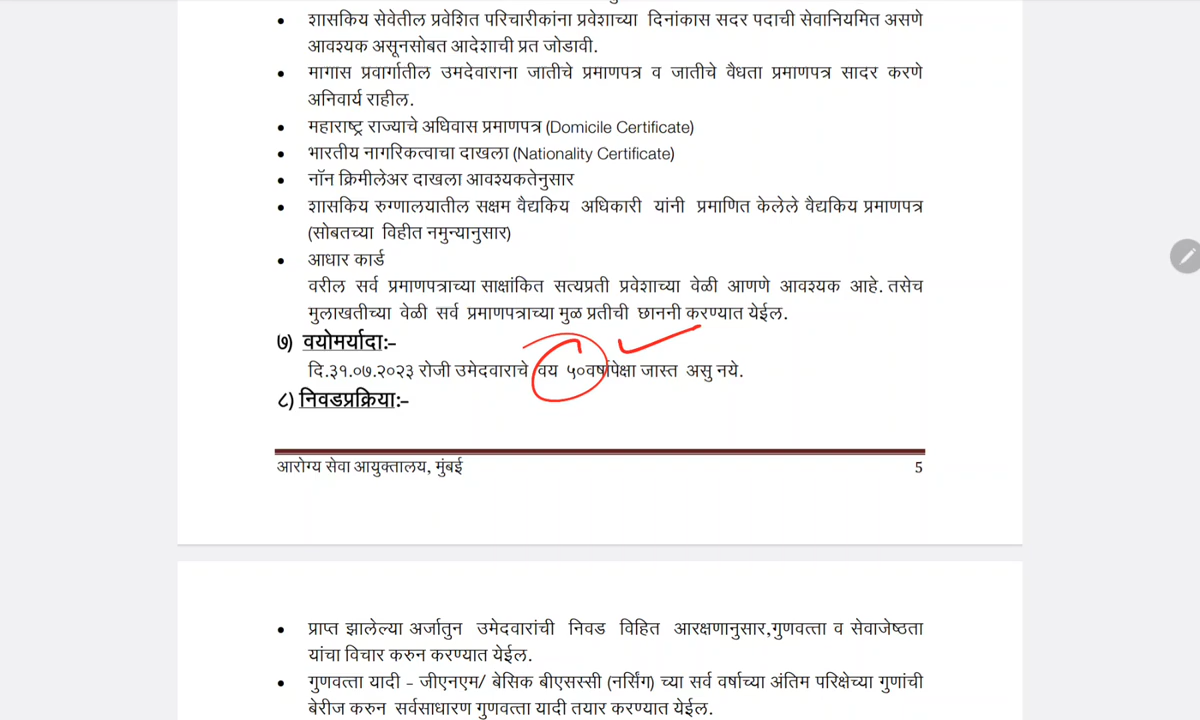 • शासकिय सेवेतील प्रवेशित परिचारीकांना प्रवेशाच्या दिनांकास सदर पदाची सेवानियमित असणे
आवश्यक असूनसोबत आदेशाची प्रत जोडावी.
• मागास प्रवार्गातील उमदेवाराना जातीचे प्रमाणपत्र व जातीचे वैधता प्रमाणपत्र सादर करणे
अनिवार्य राहील.
• महाराष्ट्र राज्याचे अधिवास प्रमाणपत्र (Domicile Certificate)
• भारतीय नागरिकत्वाचा दाखला (Nationality Certificate)
• नॉन क्रिमीलेअर दाखला आवश्यकतेनुसार
• शासकिय रुग्णालयातील सक्षम वैद्यकिय अधिकारी यांनी प्रमाणित केलेले वैद्यकिय प्रमाणपत्र
(सोबतच्या विहीत नमुन्यानुसार)
• आधार कार्ड
वरील सर्व प्रमाणपत्राच्या साक्षांकित सत्यप्रती प्रवेशाच्या वेळी आणणे आवश्यक आहे. तसेच
मुलाखतीच्या वेळी सर्व प्रमाणपत्राच्या मुळ प्रतीची छाननी करण्यात येईल.
७) वयोमर्यादा:-
दि.३१.०७.२०२३ रोजी उमेदवाराचे वय ५०वर्षापेक्षा जास्त असु नये.
८) निवडप्रक्रिया:-
आरोग्य सेवा आयुक्तालय, मुंबई 5
• प्राप्त झालेल्या अर्जातुन उमेदवारांची निवड विहित आरक्षणानुसार,गुणवत्ता व सेवाजेष्ठता
यांचा विचार करुन करण्यात येईल.
• गुणवत्ता यादी - जीएनएम/ बेसिक बीएसस्सी (नर्सिंग) च्या सर्व वर्षाच्या अंतिम परिक्षेच्या गुणांची
बेरीज करुन सर्वसाधारण गुणवत्ता यादी तयार करण्यात येईल.